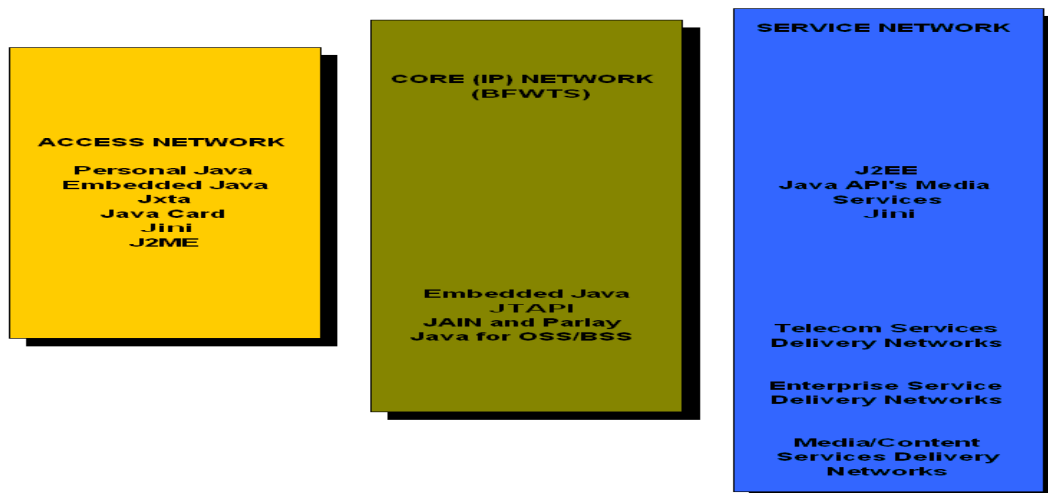 ACCESS NETWORK
Personal Java
Embedded Java
Jxta
Java Card
Jini
J2ME
CORE (IP) NETWORK
(BFWTS)
Embedded Java
JTAPI
JAIN and Parlay
Java for OSS/BSS
SERVICE NETWORK
J2EE
Java API's Media
Services
Jini
Telecom Services
Delivery Networks
Enterprise Service
Delivery Networks
Media/Content
Services Delivery
Networks